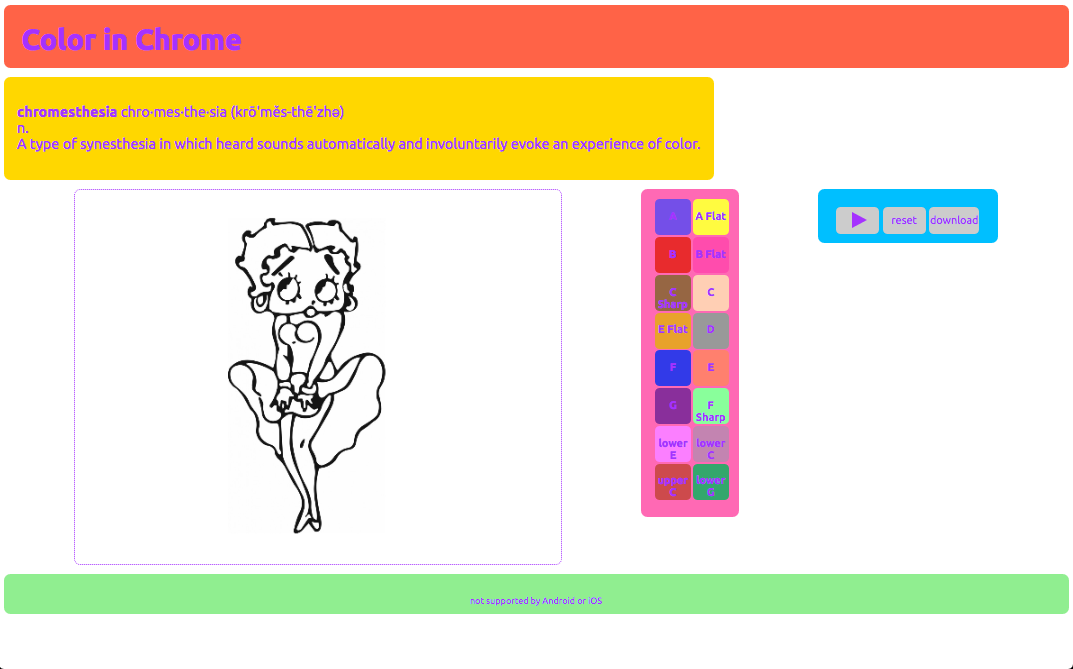 Color in Chrome
chromesthesia chro·mes·the·sia (krō'mĕs-thē'zhə)
n.
A type of synesthesia in which heard sounds automatically and involuntarily evoke an experience of color.
A
A Flat
B
B Flat
C
Sharp
C
E Flat
D
F
E
G
F
Sharp
lower
E
lower
C
upper
C
lower
G
reset
download
not supported by Android or iOS